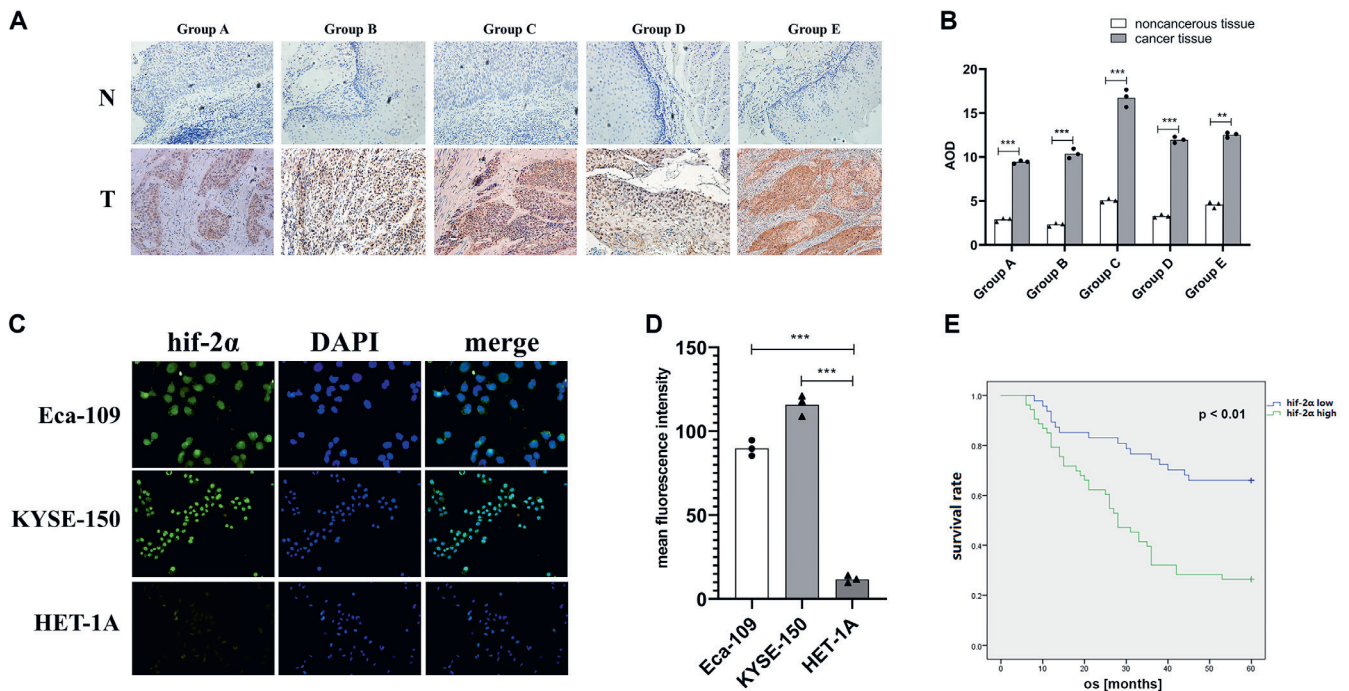 A
Group A Group B Group C Group D Group E
N
T
B
noncancerous tissue
cancer tissue
AOD
20
15
10
5
0
*** *** *** *** **
Group A Group B Group C Group D Group E
C
hif-2α DAPI merge
Eca-109
KYSE-150
HET-1A
D
mean fluorescence intensity
150
100
50
0
***
***
Eca-109 KYSE-150 HET-1A
E
survival rate
1.0
0.8
0.6
0.4
0.2
0.0
p < 0.01
hif-2α low
hif-2α high
0 10 20 30 40 50 60
os [months]